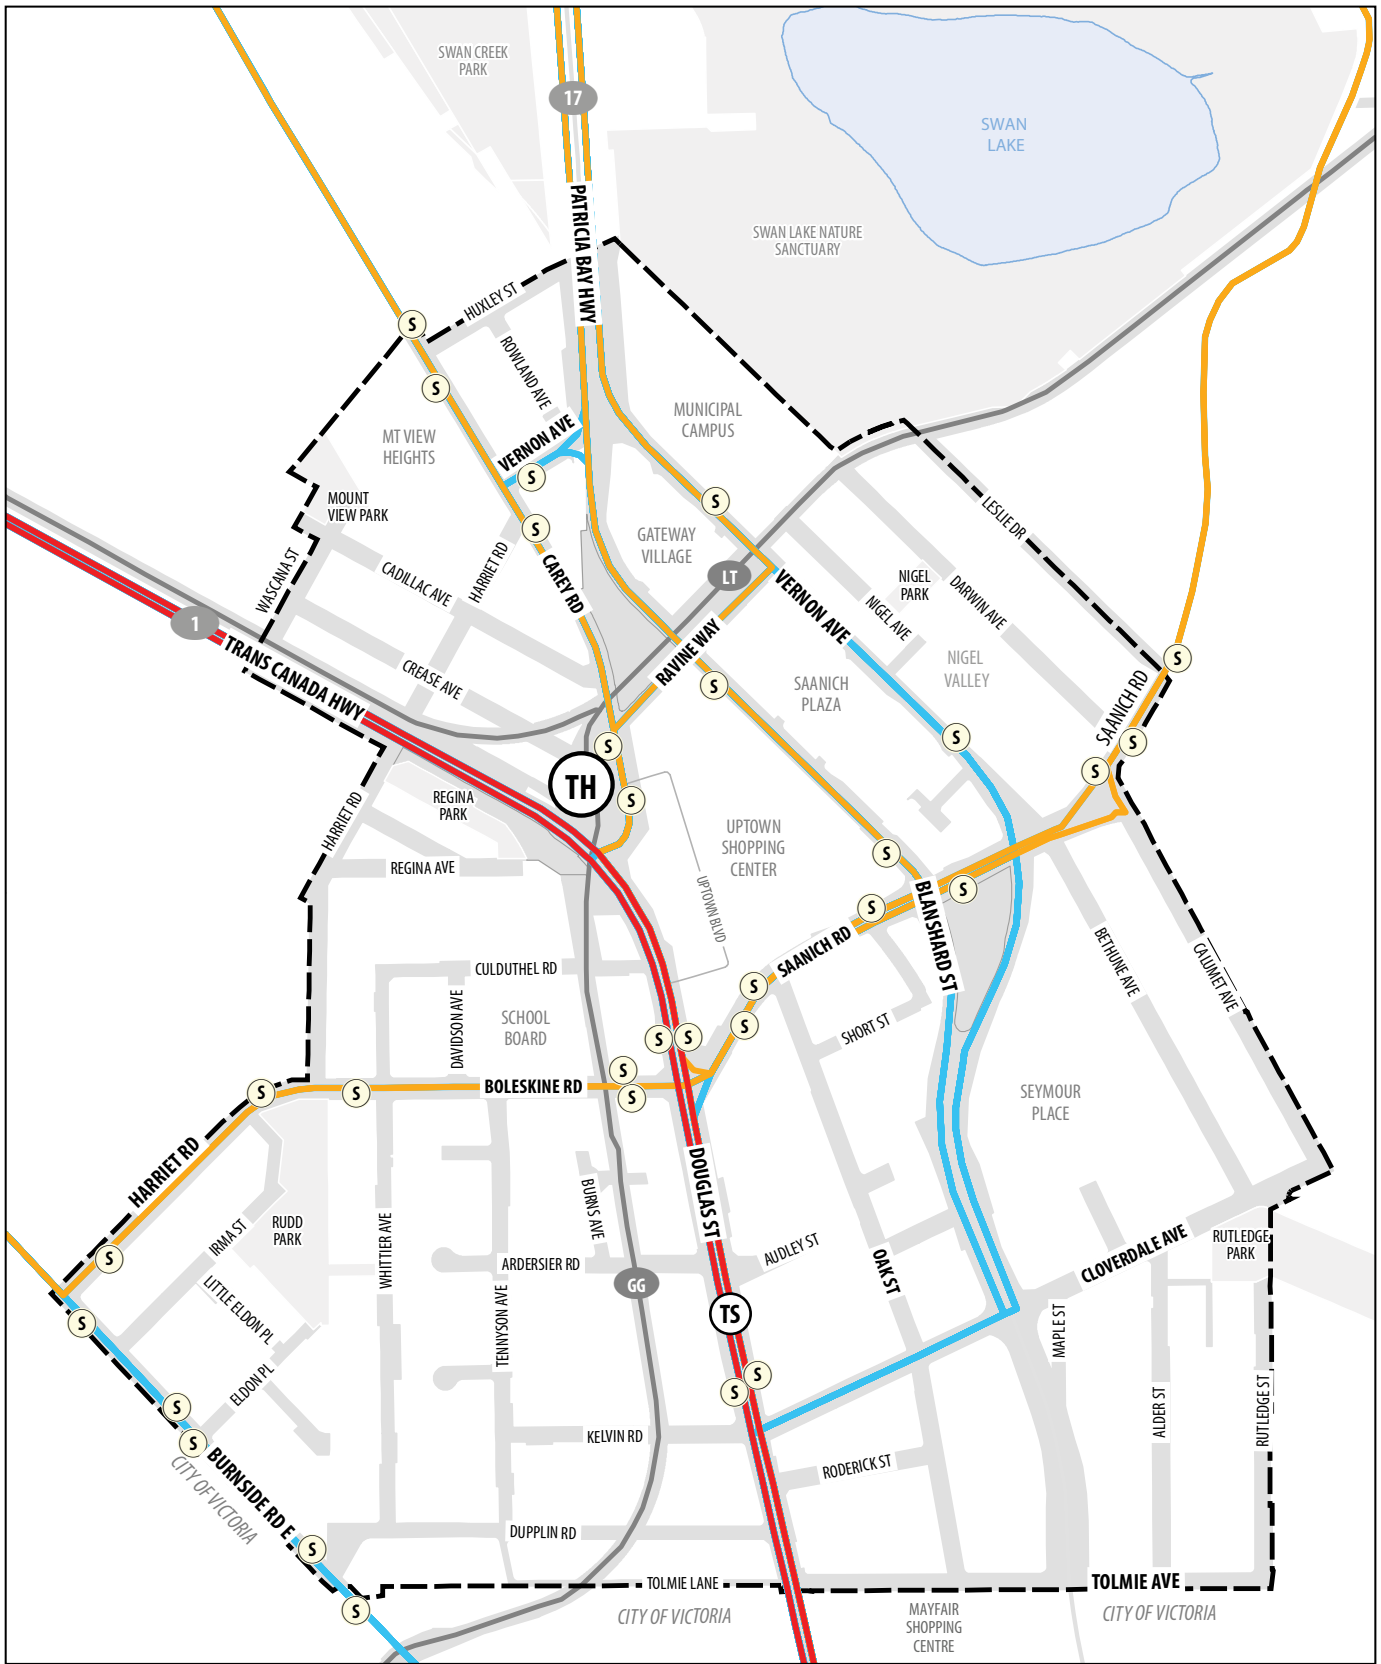 SWAN CREEK
PARK
17
SWAN
LAKE
PATRICIA BAY HWY
SWAN LAKE NATURE
SANCTUARY
HUXLEY ST
S
ROWLAND AVE
S
MUNICIPAL
CAMPUS
MT VIEW
HEIGHTS
VERNON AVE
S
MOUNT
VIEW PARK
S
LESLIE DR
S
GATEWAY
VILLAGE
HARRIET RD
CAREY RD
WASCANA ST
CADILLAC AVE
LT
VERNON AVE
NIGEL
PARK
DARWIN AVE
NIGEL AVE
1
TRANS CANADA HWY
RAVINE WAY
CREASE AVE
S
SAANICH
PLAZA
NIGEL
VALLEY
S
SAANICH RD
S
S
S
S
TH
S
REGINA
PARK
HARRIET RD
UPTOWN
SHOPPING
CENTER
S
REGINA AVE
UPTOWN BLVD
S
S
BLANSHARD ST
SAANICH RD
BETHUNE AVE
CALUMET AVE
CULDUTHEL RD
S
DAVIDSON AVE
SCHOOL
BOARD
S
S
S
SHORT ST
S
S
S
BOLESKINE RD
S
S
SEYMOUR
PLACE
HARRIET RD
DOUGLAS ST
BURNS AVE
IRMA ST
RUDD
PARK
WHITTIER AVE
S
AUDLEY ST
OAK ST
CLOVERDALE AVE
RUTLEDGE
PARK
ARDERSIER RD
GG
LITTLE ELDON PL
TENNYSON AVE
TS
S
MAPLE ST
ELDON PL
S
S
S
ALDER ST
RUTLEDGE ST
S
KELVIN RD
BURNSIDE RD E
CITY OF VICTORIA
RODERICK ST
DUPPLIN RD
S
TOLMIE LANE
TOLMIE AVE
S
CITY OF VICTORIA
MAYFAIR
SHOPPING
CENTRE
CITY OF VICTORIA